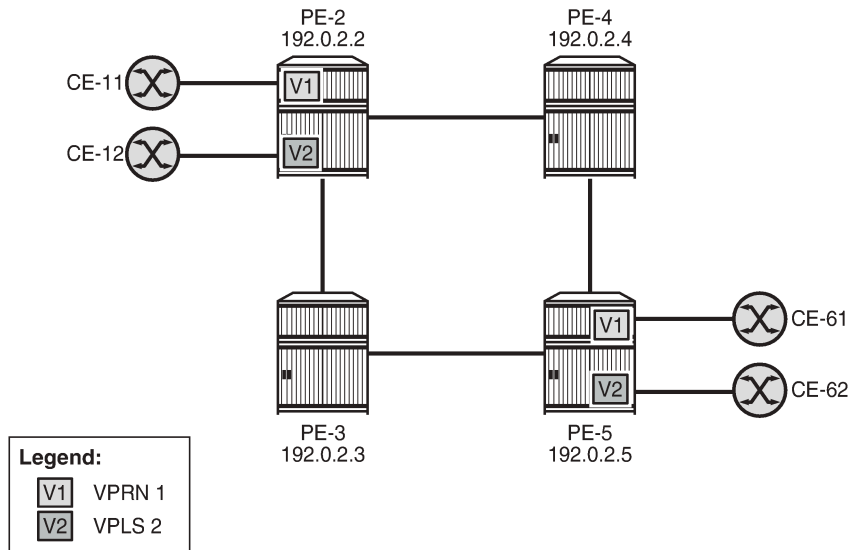 PE-2
192.0.2.2
PE-4
192.0.2.4
CE-11
V1
CE-12
V2
V1
CE-61
V2
CE-62
PE-3
192.0.2.3
PE-5
192.0.2.5
Legend:
V1 VPRN 1
V2 VPLS 2